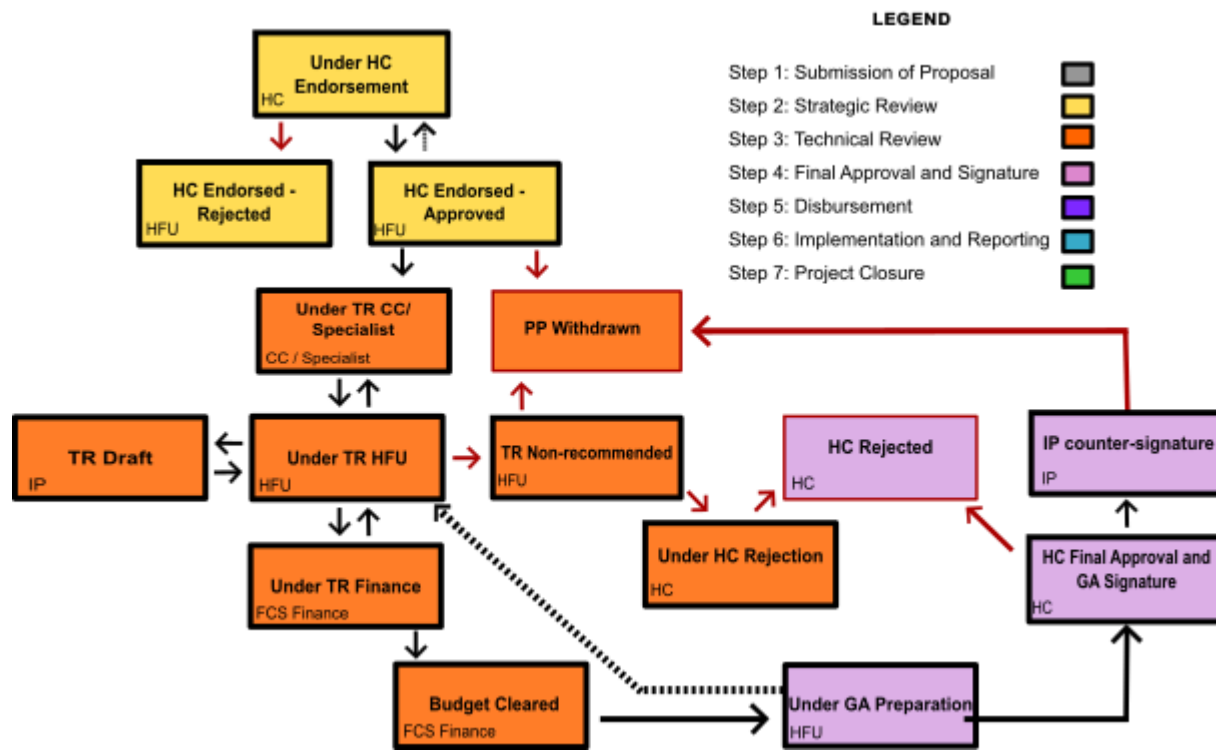 LEGEND
Step 1: Submission of Proposal
Step 2: Strategic Review
Step 3: Technical Review
Step 4: Final Approval and Signature
Step 5: Disbursement
Step 6: Implementation and Reporting
Step 7: Project Closure
Under HC
Endorsement
HC
HC Endorsed -
Rejected
HFU
HC Endorsed -
Approved
HFU
Under TR CC/
Specialist
CC / Specialist
PP Withdrawn
TR Draft
IP
Under TR HFU
HFU
TR Non-recommended
HFU
HC Rejected
HC
IP counter-signature
IP
Under TR Finance
FCS Finance
Under HC Rejection
HC
HC Final Approval and
GA Signature
HC
Budget Cleared
FCS Finance
Under GA Preparation
HFU